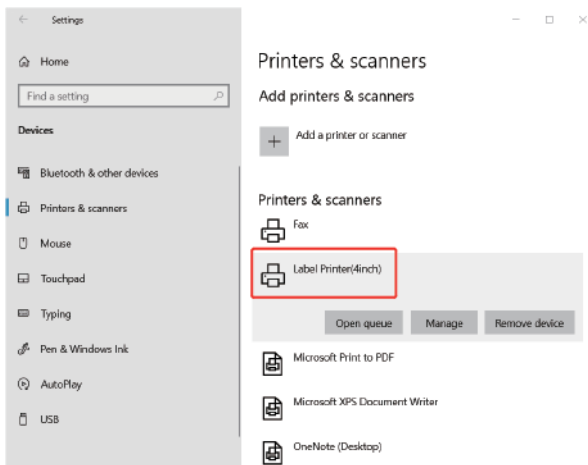 Settings
Home
Find a setting
Devices
Bluetooth & other devices
Printers & scanners
Mouse
Touchpad
Typing
Pen & Windows Ink
AutoPlay
USB
Printers & scanners
Add printers & scanners
Add a printer or scanner
Printers & scanners
Fax
Label Printer(4inch)
Open queue Manage Remove device
Microsoft Print to PDF
Microsoft XPS Document Writer
OneNote (Desktop)